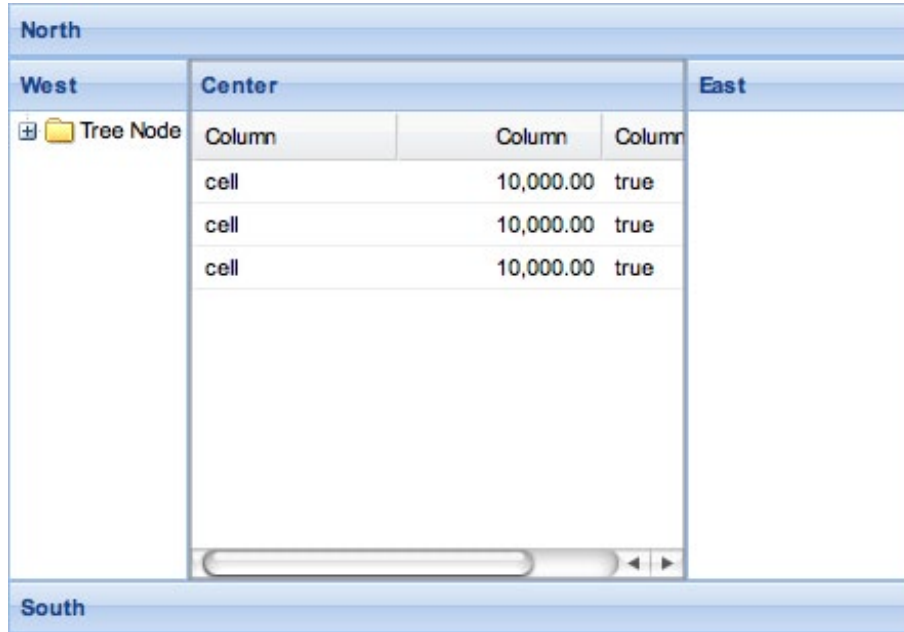 North
West Center East
Tree Node Column Column Column
cell 10,000.00 true
cell 10,000.00 true
cell 10,000.00 true
South